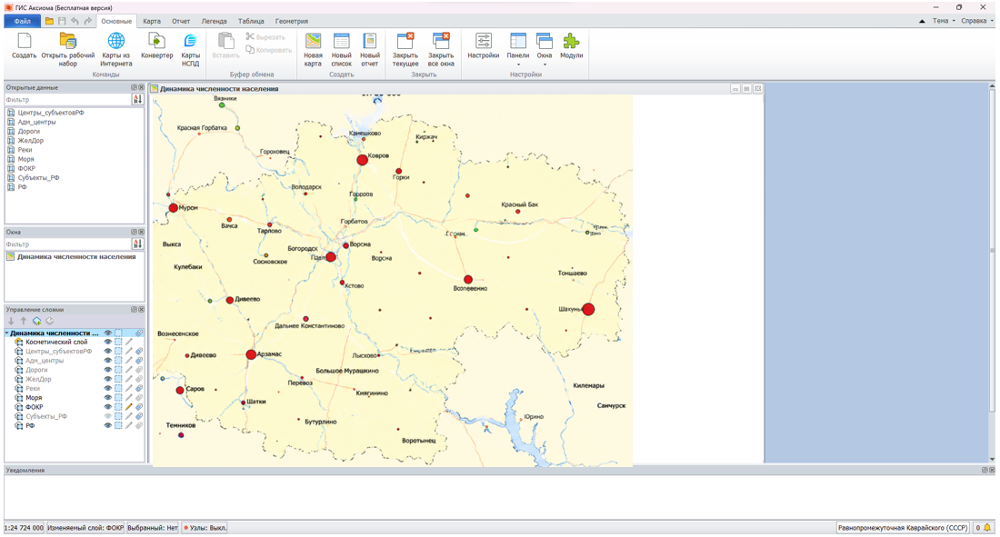 ГИС Аксиома (Бесплатная версия)
Файл
Основные
Карта
Отчет
Легенда
Таблица
Геометрия
Тема
Справка
Создать
Открыть рабочий набор
Карты из Интернета
Конвертер
Карты НСПД
Команды
Вставить
Вырезать
Копировать
Буфер обмена
Новая карта
Новый список
Новый отчет
Создать
Закрыть текущее
Закрыть все окна
Закрыть
Настройки
Панели
Окна
Модули
Настройки
Открытые данные
Фильтр
Центры_субъектовРФ
Адм_центры
Дороги
ЖелДор
Реки
Моря
ФОКР
Субъекты_РФ
РФ
Окна
Фильтр
Динамика численности населения
Управление слоями
Динамика численности ...
Косметический слой
Центры_субъектовРФ
Адм_центры
Дороги
ЖелДор
Реки
Моря
ФОКР
Субъекты_РФ
РФ
Динамика численности населения
Вязники
Красная Горбатка
Камешково
Киржач
Гороховец
Ковров
Горки
Володарск
Муром
Красный Бак
Вачса
Тарлово
Горбатов
Выкса
Богородск
Ворсма
Сосновское
Ворсна
Кулебаки
Тоншаево
Кстово
Дивеево
Дальнее Константиново
Вознесенское
Дивеево
Арзамас
Лысково
Большое Мурашкино
Перевоз
Княгинино
Килемары
Саров
Шатки
Санчурск
Темников
Бутурлино
Юрино
Воротынец
Уведомления
1:24 724 000
Изменяемый слой: ФОКР
Выбранный: Нет
Узлы: Выкл.
Равнопромежуточная Каврайского (СССР)
0